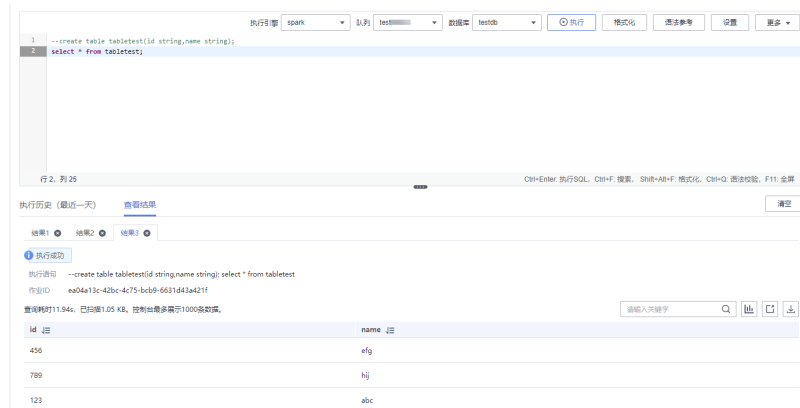 执行引擎 spark 队列 test 数据库 testdb 执行 格式化 语法参考 设置 更多
1 --create table tabletest(id string,name string);
2 select * from tabletest;
行 2，列 25 Ctrl+Enter: 执行SQL，Ctrl+F: 搜索， Shift+Alt+F: 格式化，Ctrl+Q: 语法校验，F11: 全屏
执行历史（最近一天） 查看结果 清空
结果1 结果2 结果3
执行成功
执行语句 --create table tabletest(id string,name string); select * from tabletest
作业ID ea04a13c-42bc-4c75-bcb9-6631d43a421f
查询耗时11.94s，已扫描1.05 KB。控制台最多展示1000条数据。 请输入关键字
id name
456 efg
789 hij
123 abc